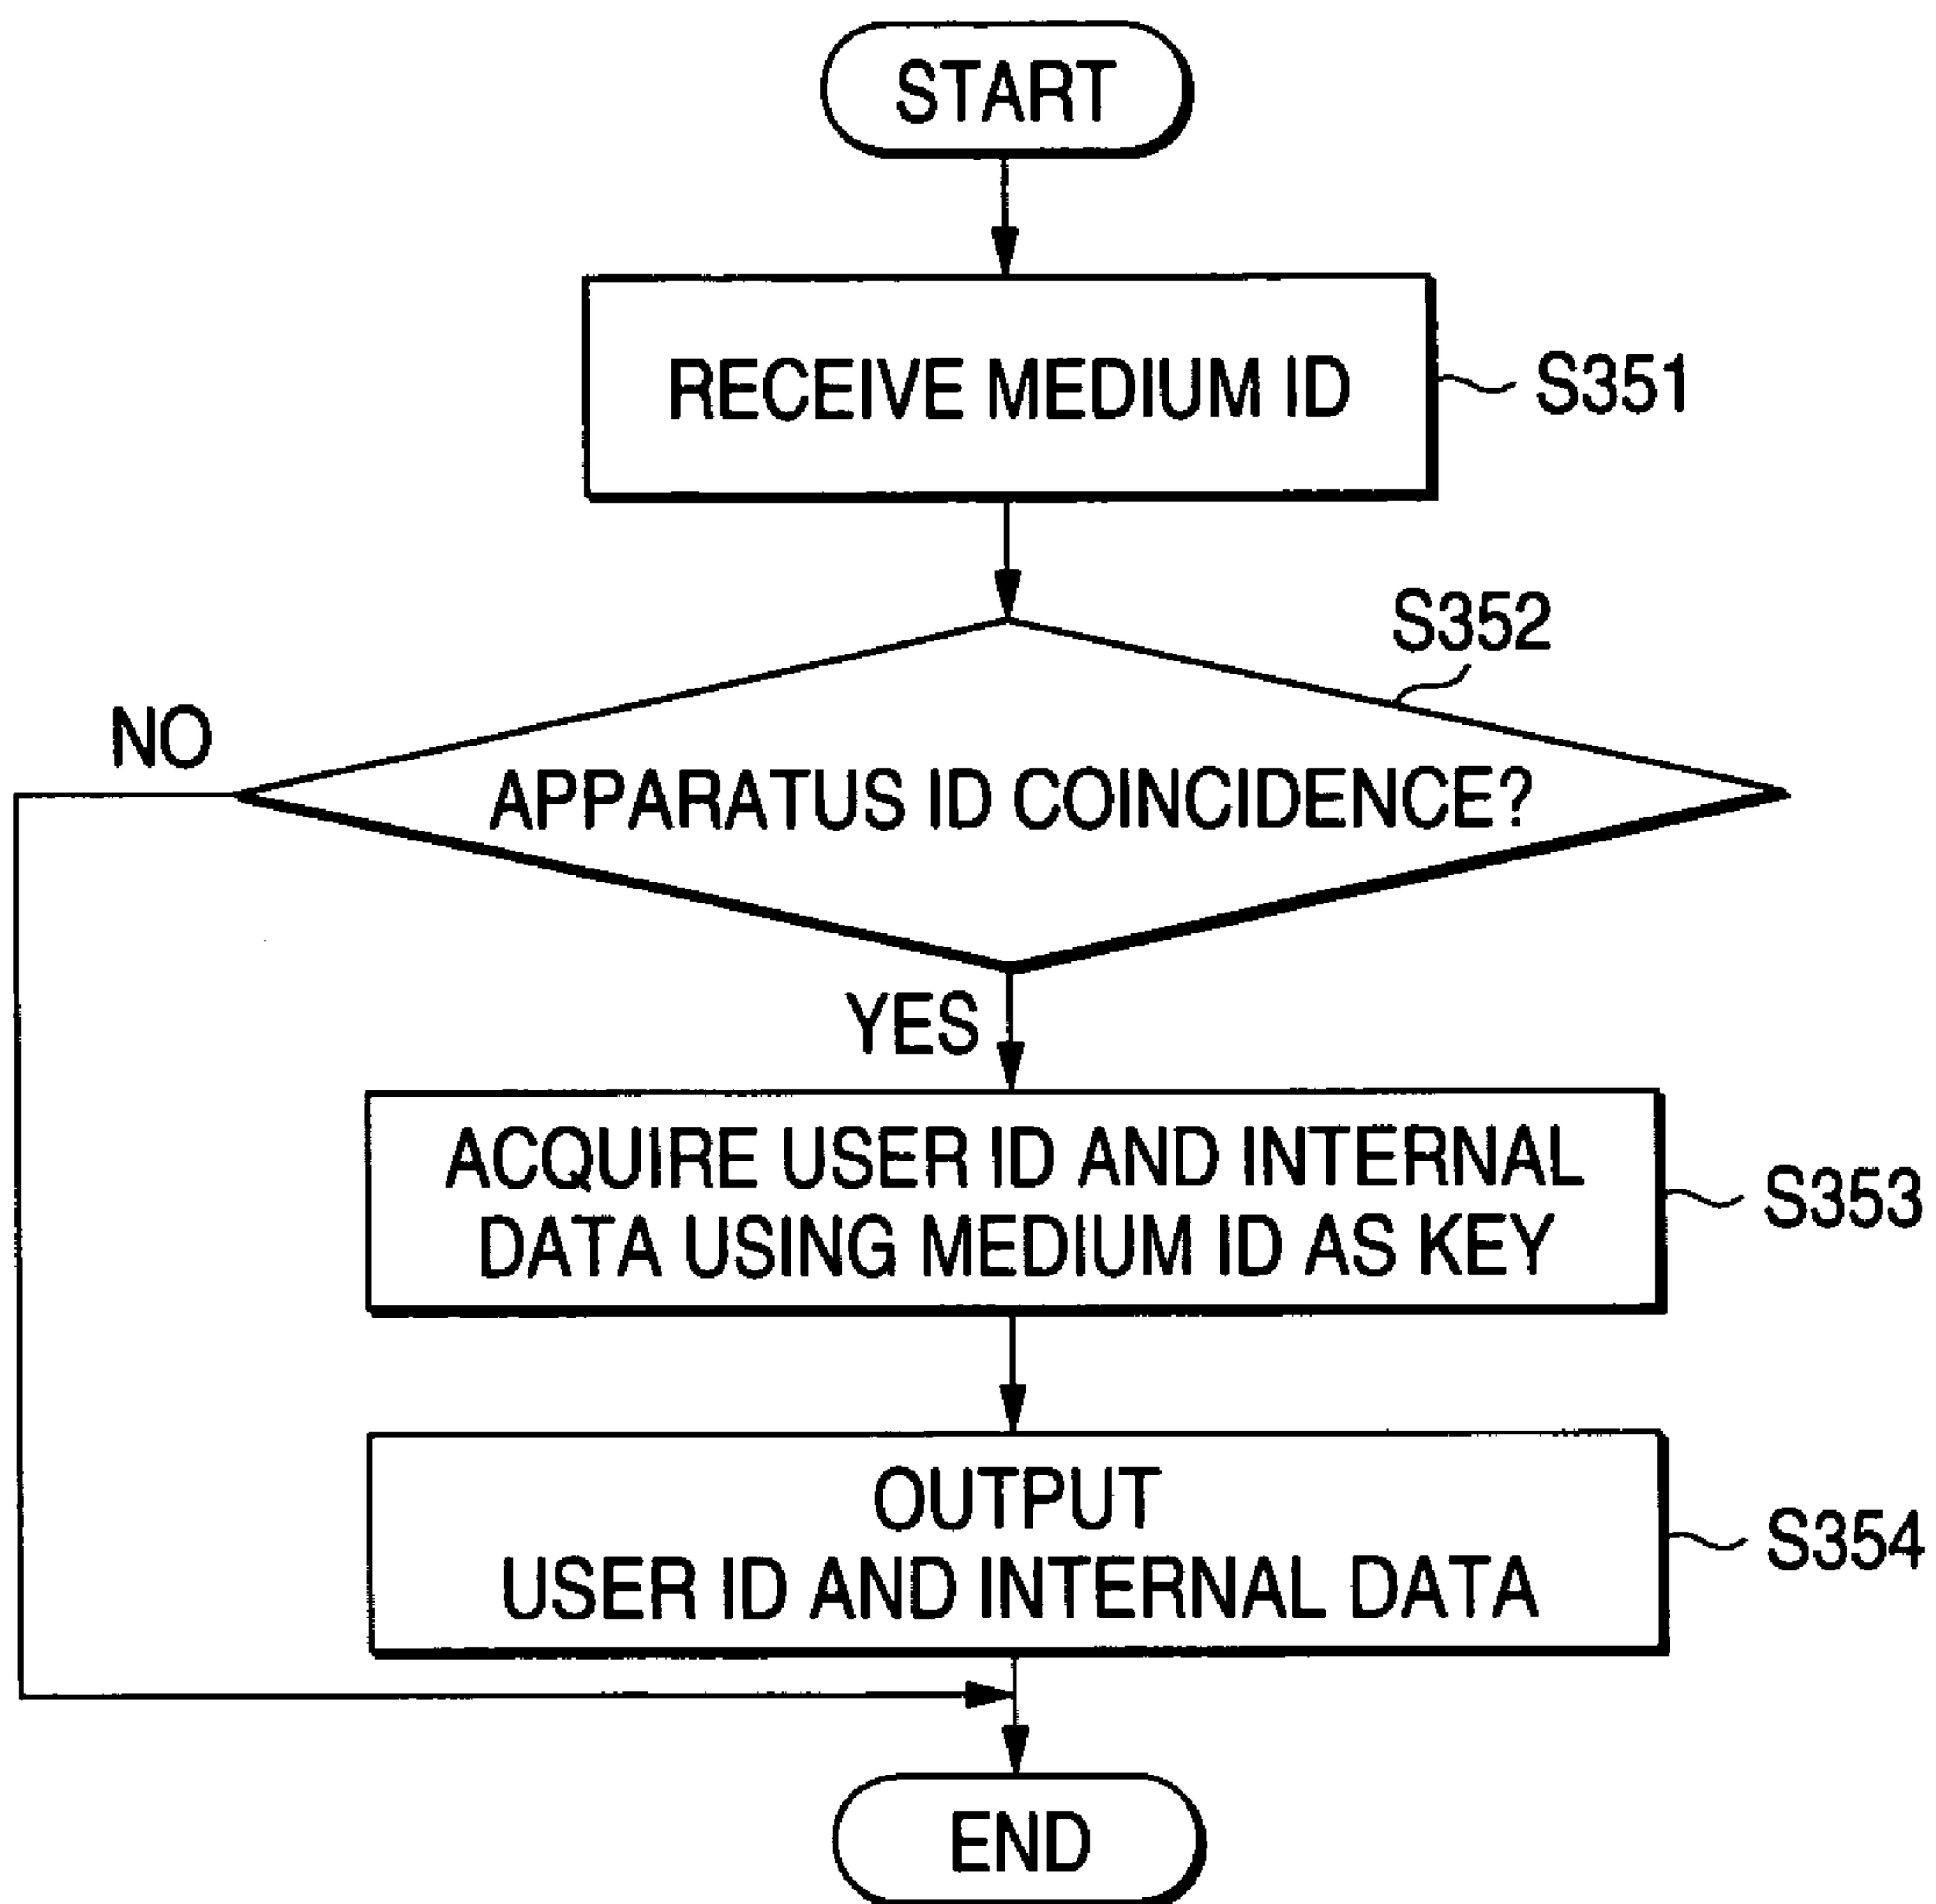 START
RECEIVE MEDIUM ID
S351
S352
NO
APPARATUS ID COINCIDENCE?
YES
ACQUIRE USER ID AND INTERNAL
DATA USING MEDIUM ID AS KEY
S353
OUTPUT
USER ID AND INTERNAL DATA
S354
END